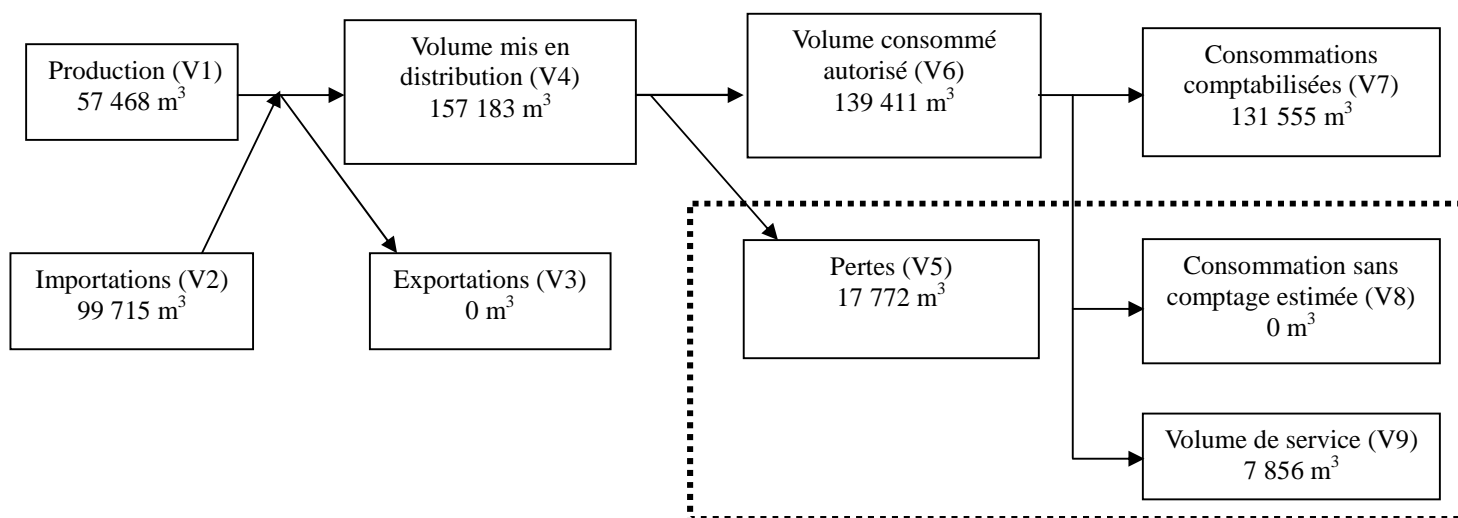 Production (V1)
57 468 m³
Volume mis en
distribution (V4)
157 183 m³
Volume consommé
autorisé (V6)
139 411 m³
Consommations
comptabilisées (V7)
131 555 m³
Importations (V2)
99 715 m³
Exportations (V3)
0 m³
Pertes (V5)
17 772 m³
Consommation sans
comptage estimée (V8)
0 m³
Volume de service (V9)
7 856 m³